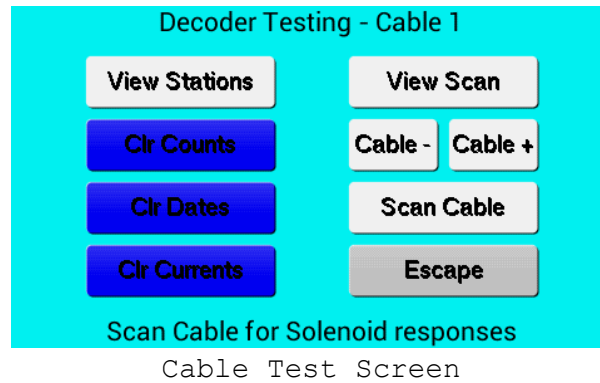 Decoder Testing - Cable 1
View Stations
View Scan
Clr Counts
Cable -
Cable +
Clr Dates
Scan Cable
Clr Currents
Escape
Scan Cable for Solenoid responses
Cable Test Screen